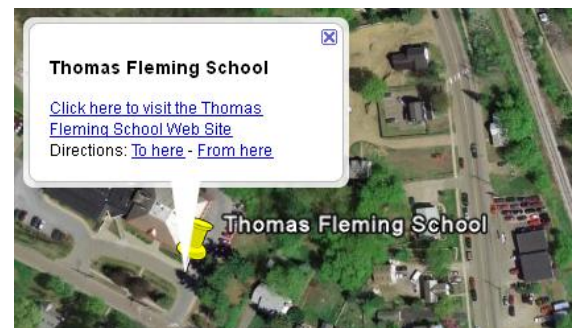 Thomas Fleming School
Click here to visit the Thomas
Fleming School Web Site
Directions: To here - From here
Thomas Fleming School